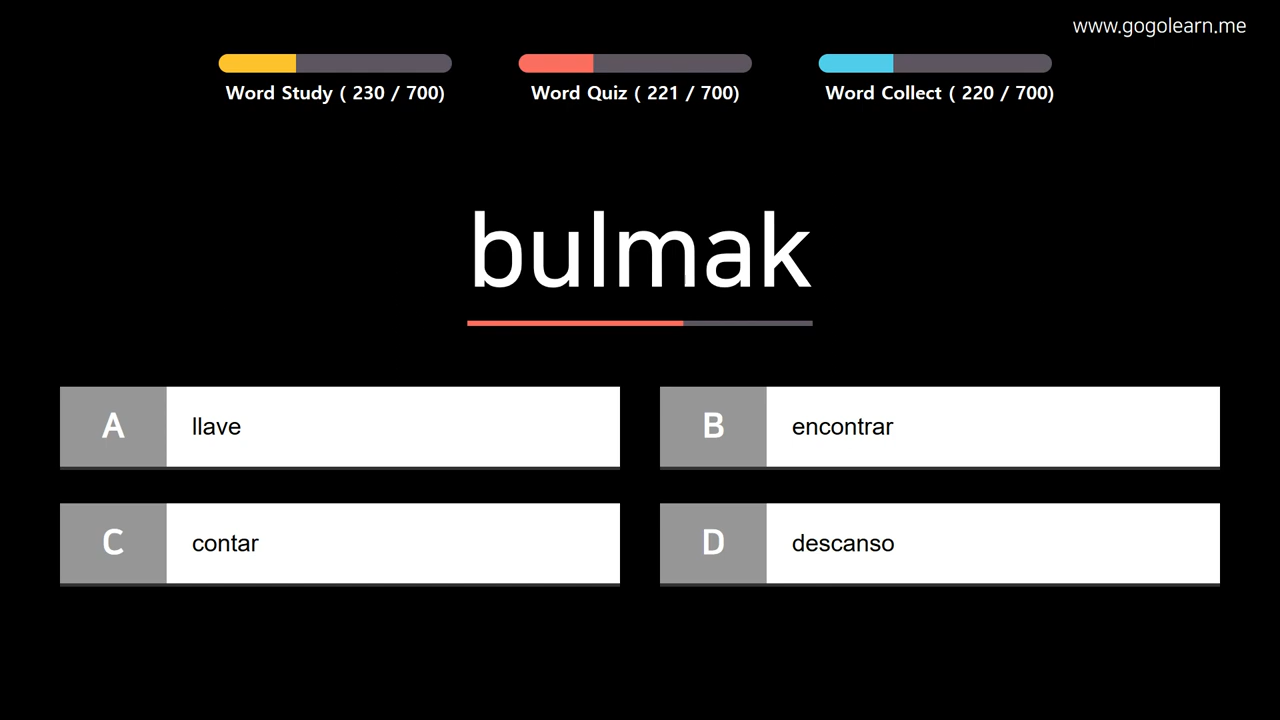 www.gogolearn.me
Word Study ( 230 / 700)
Word Quiz ( 221 / 700)
Word Collect ( 220 / 700)
bulmak
A llave
B encontrar
C contar
D descanso